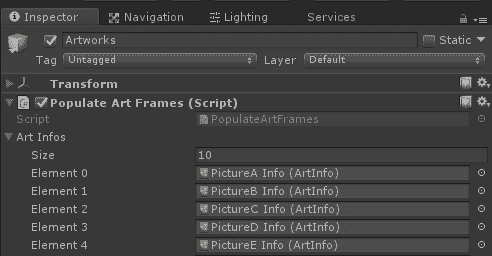 Inspector Navigation Lighting Services
Artworks Static
Tag Untagged Layer Default
Transform
Populate Art Frames (Script)
Script PopulateArtFrames
Art Infos
Size 10
Element 0 PictureA Info (ArtInfo)
Element 1 PictureB Info (ArtInfo)
Element 2 PictureC Info (ArtInfo)
Element 3 PictureD Info (ArtInfo)
Element 4 PictureE Info (ArtInfo)